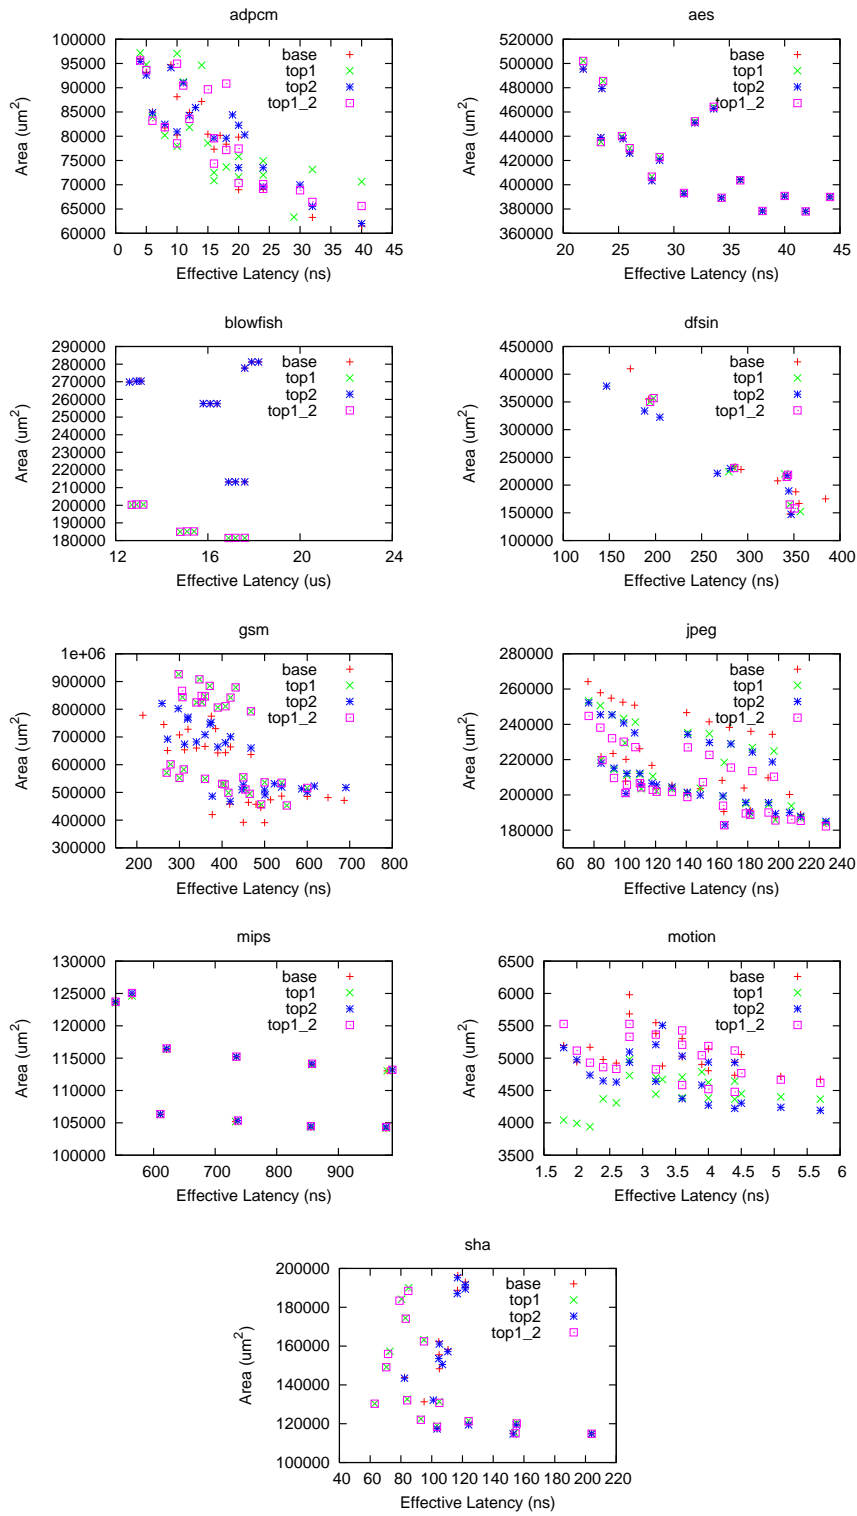 adpcm
Area (um2)
100000
95000
90000
85000
80000
75000
70000
65000
60000
base
top1
top2
top1_2
0 5 10 15 20 25 30 35 40 45
Effective Latency (ns)
aes
Area (um2)
520000
500000
480000
460000
440000
420000
400000
380000
360000
base
top1
top2
top1_2
20 25 30 35 40 45
Effective Latency (ns)
blowfish
Area (um2)
290000
280000
270000
260000
250000
240000
230000
220000
210000
200000
190000
180000
base
top1
top2
top1_2
12 16 20 24
Effective Latency (us)
dfsin
Area (um2)
450000
400000
350000
300000
250000
200000
150000
100000
base
top1
top2
top1_2
100 150 200 250 300 350 400
Effective Latency (ns)
gsm
Area (um2)
1e+06
900000
800000
700000
600000
500000
400000
300000
base
top1
top2
top1_2
200 300 400 500 600 700 800
Effective Latency (ns)
jpeg
Area (um2)
280000
260000
240000
220000
200000
180000
base
top1
top2
top1_2
60 80 100 120 140 160 180 200 220 240
Effective Latency (ns)
mips
Area (um2)
130000
125000
120000
115000
110000
105000
100000
base
top1
top2
top1_2
600 700 800 900
Effective Latency (ns)
motion
Area (um2)
6500
6000
5500
5000
4500
4000
3500
base
top1
top2
top1_2
1.5 2 2.5 3 3.5 4 4.5 5 5.5 6
Effective Latency (ns)
sha
Area (um2)
200000
180000
160000
140000
120000
100000
base
top1
top2
top1_2
40 60 80 100 120 140 160 180 200 220
Effective Latency (ns)